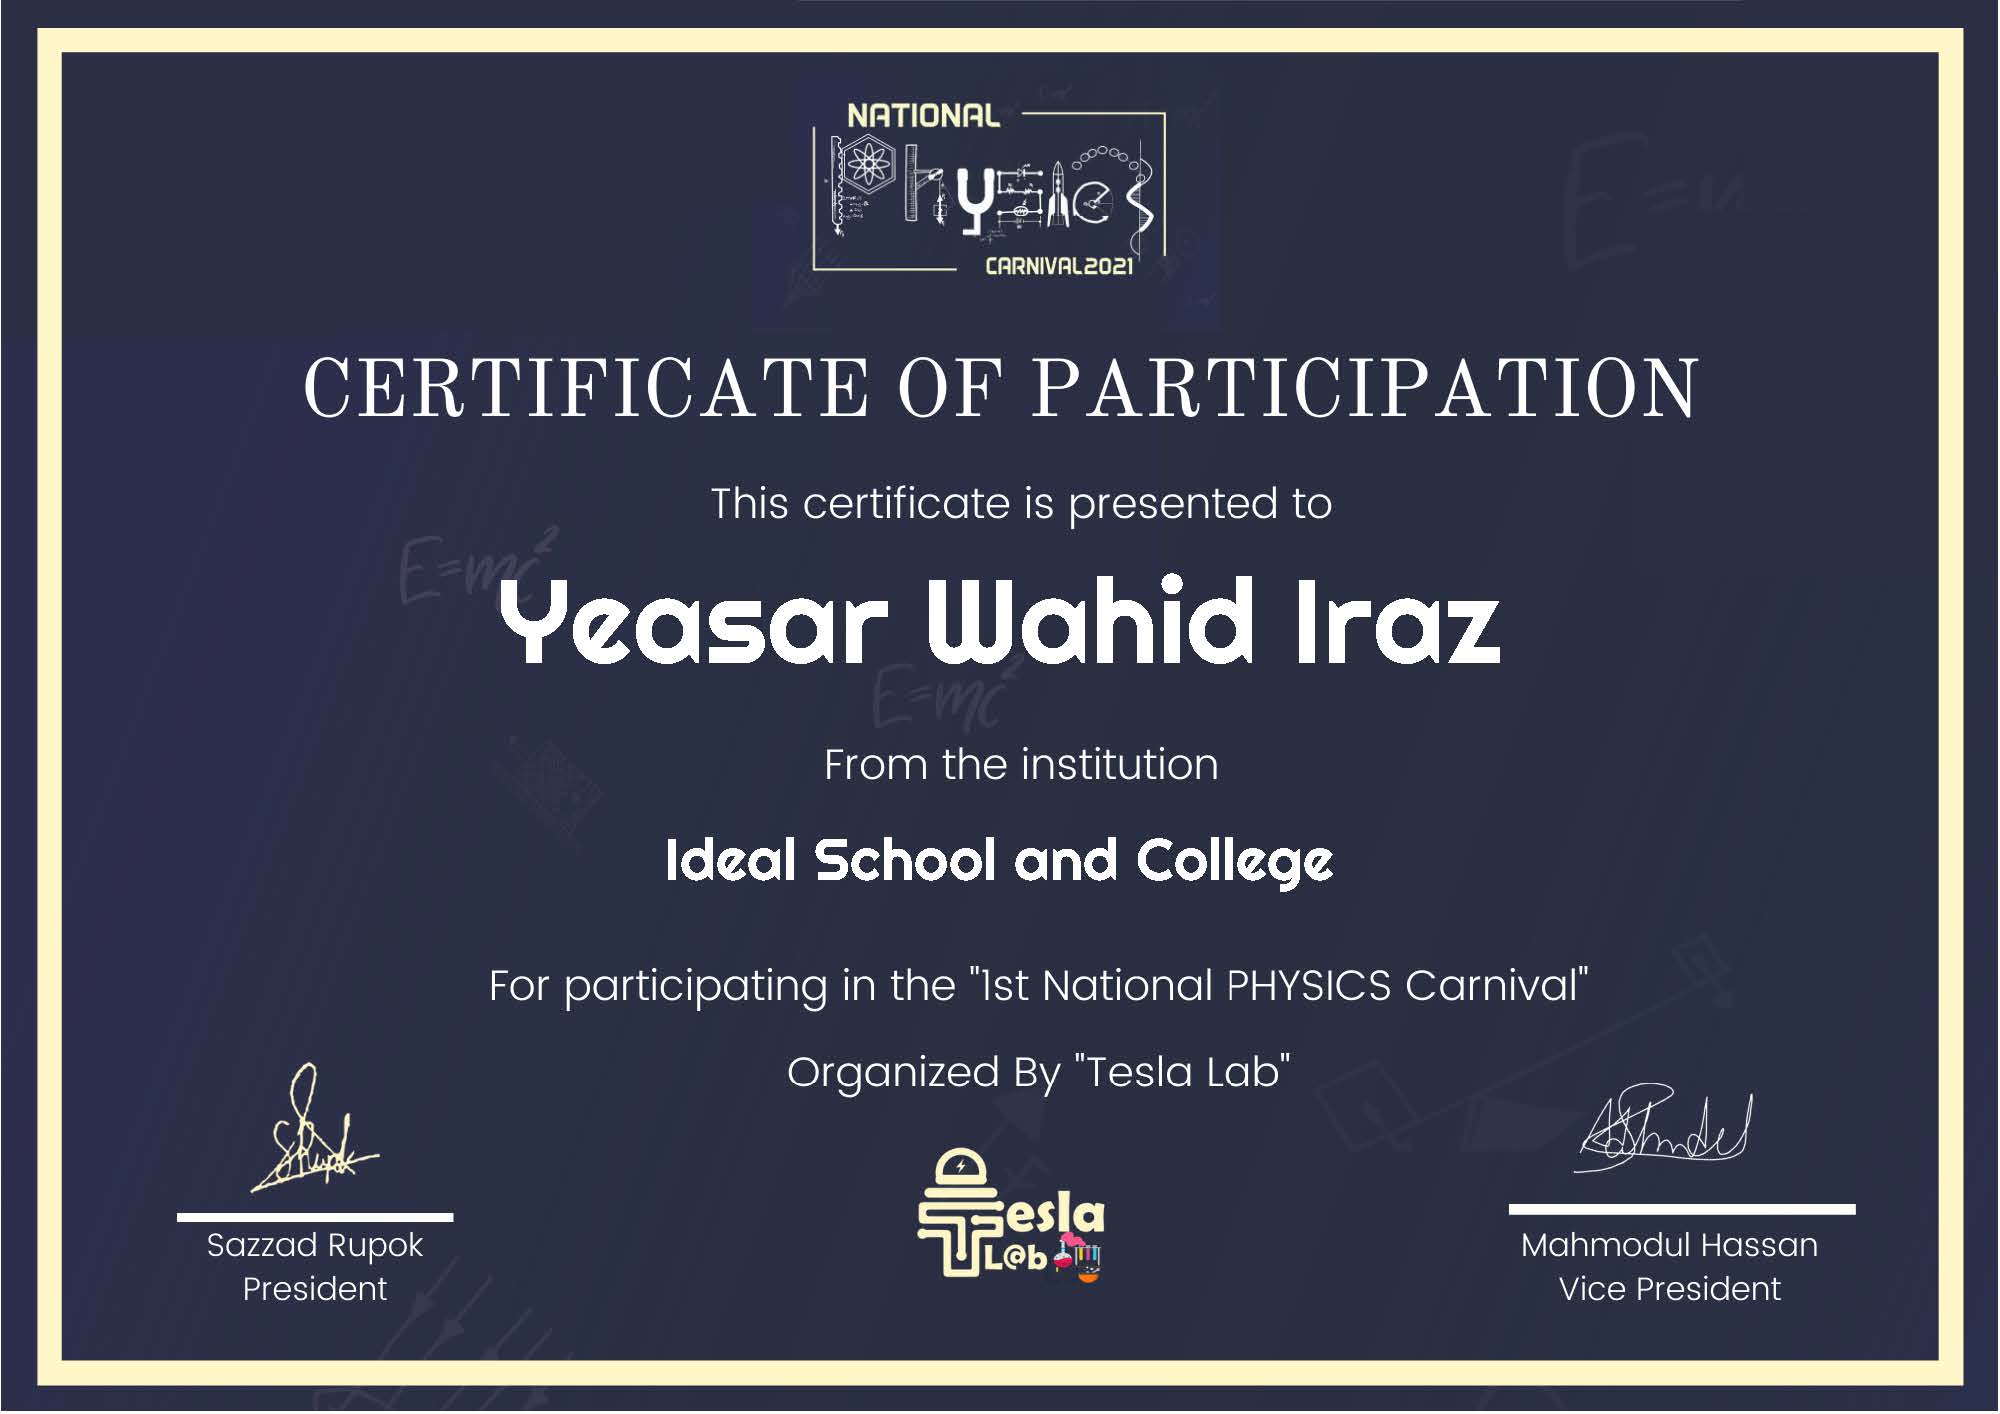 NATIONAL
Physics
CARNIVAL2021
CERTIFICATE OF PARTICIPATION
This certificate is presented to
E=mc²
Yeasar Wahid Iraz
E=mc²
From the institution
Ideal School and College
For participating in the "1st National PHYSICS Carnival"
Organized By "Tesla Lab"
Tesla
L@b
Sazzad Rupok
President
Mahmodul Hassan
Vice President